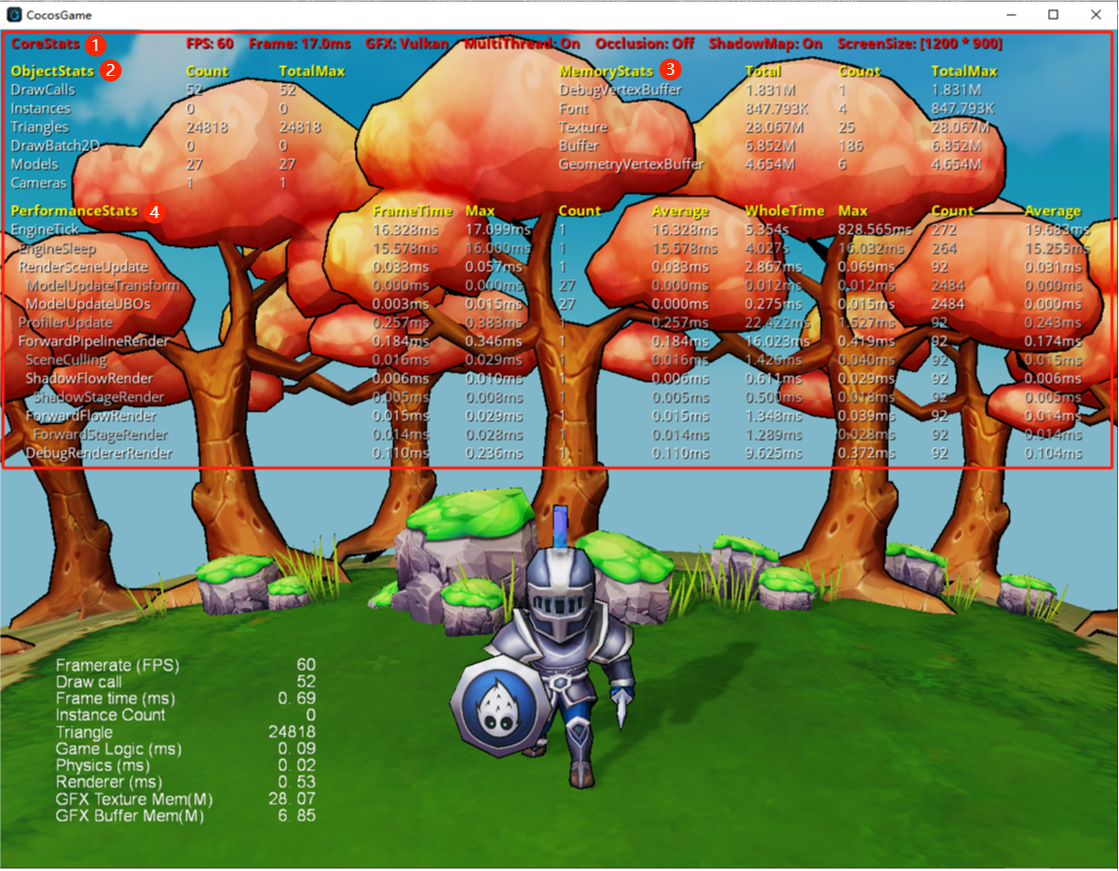 CocosGame
CoreStats 1 FPS: 60 Frame: 17.0ms GFX: Vulkan MultiThread: On Occlusion: Off ShadowMap: On ScreenSize: [1200 * 900]
ObjectStats 2 Count TotalMax MemoryStats 3 Total Count TotalMax
DrawCalls 52 52 DebugVertexBuffer 1.831M 1 1.831M
Instances 0 0 Font 847.793K 4 847.793K
Triangles 24818 24818 Texture 28.067M 25 28.067M
DrawBatch2D 0 0 Buffer 6.852M 186 6.852M
Models 27 27 GeometryVertexBuffer 4.654M 6 4.654M
Cameras 1 1
PerformanceStats 4 FrameTime Max Count Average WholeTime Max Count Average
EngineTick 16.328ms 17.099ms 1 16.328ms 5.354s 828.565ms 272 19.683ms
EngineSleep 15.578ms 16.000ms 1 15.578ms 4.027s 16.032ms 264 15.255ms
RenderSceneUpdate 0.033ms 0.057ms 1 0.033ms 2.867ms 0.069ms 92 0.031ms
ModelUpdateTransform 0.000ms 0.000ms 27 0.000ms 0.012ms 0.012ms 2484 0.000ms
ModelUpdateUBOs 0.003ms 0.015ms 27 0.000ms 0.275ms 0.015ms 2484 0.000ms
ProfilerUpdate 0.257ms 0.383ms 1 0.257ms 22.422ms 1.527ms 92 0.243ms
ForwardPipelineRender 0.184ms 0.346ms 1 0.184ms 16.023ms 0.419ms 92 0.174ms
SceneCulling 0.016ms 0.029ms 1 0.016ms 1.426ms 0.040ms 92 0.015ms
ShadowFlowRender 0.006ms 0.010ms 1 0.006ms 0.611ms 0.029ms 92 0.006ms
ShadowStageRender 0.005ms 0.008ms 1 0.005ms 0.500ms 0.018ms 92 0.005ms
ForwardFlowRender 0.015ms 0.029ms 1 0.015ms 1.348ms 0.039ms 92 0.014ms
ForwardStageRender 0.014ms 0.028ms 1 0.014ms 1.289ms 0.028ms 92 0.014ms
DebugRendererRender 0.110ms 0.236ms 1 0.110ms 9.625ms 0.372ms 92 0.104ms
Framerate (FPS) 60
Draw call 52
Frame time (ms) 0.69
Instance Count 0
Triangle 24818
Game Logic (ms) 0.09
Physics (ms) 0.02
Renderer (ms) 0.53
GFX Texture Mem(M) 28.07
GFX Buffer Mem(M) 6.85